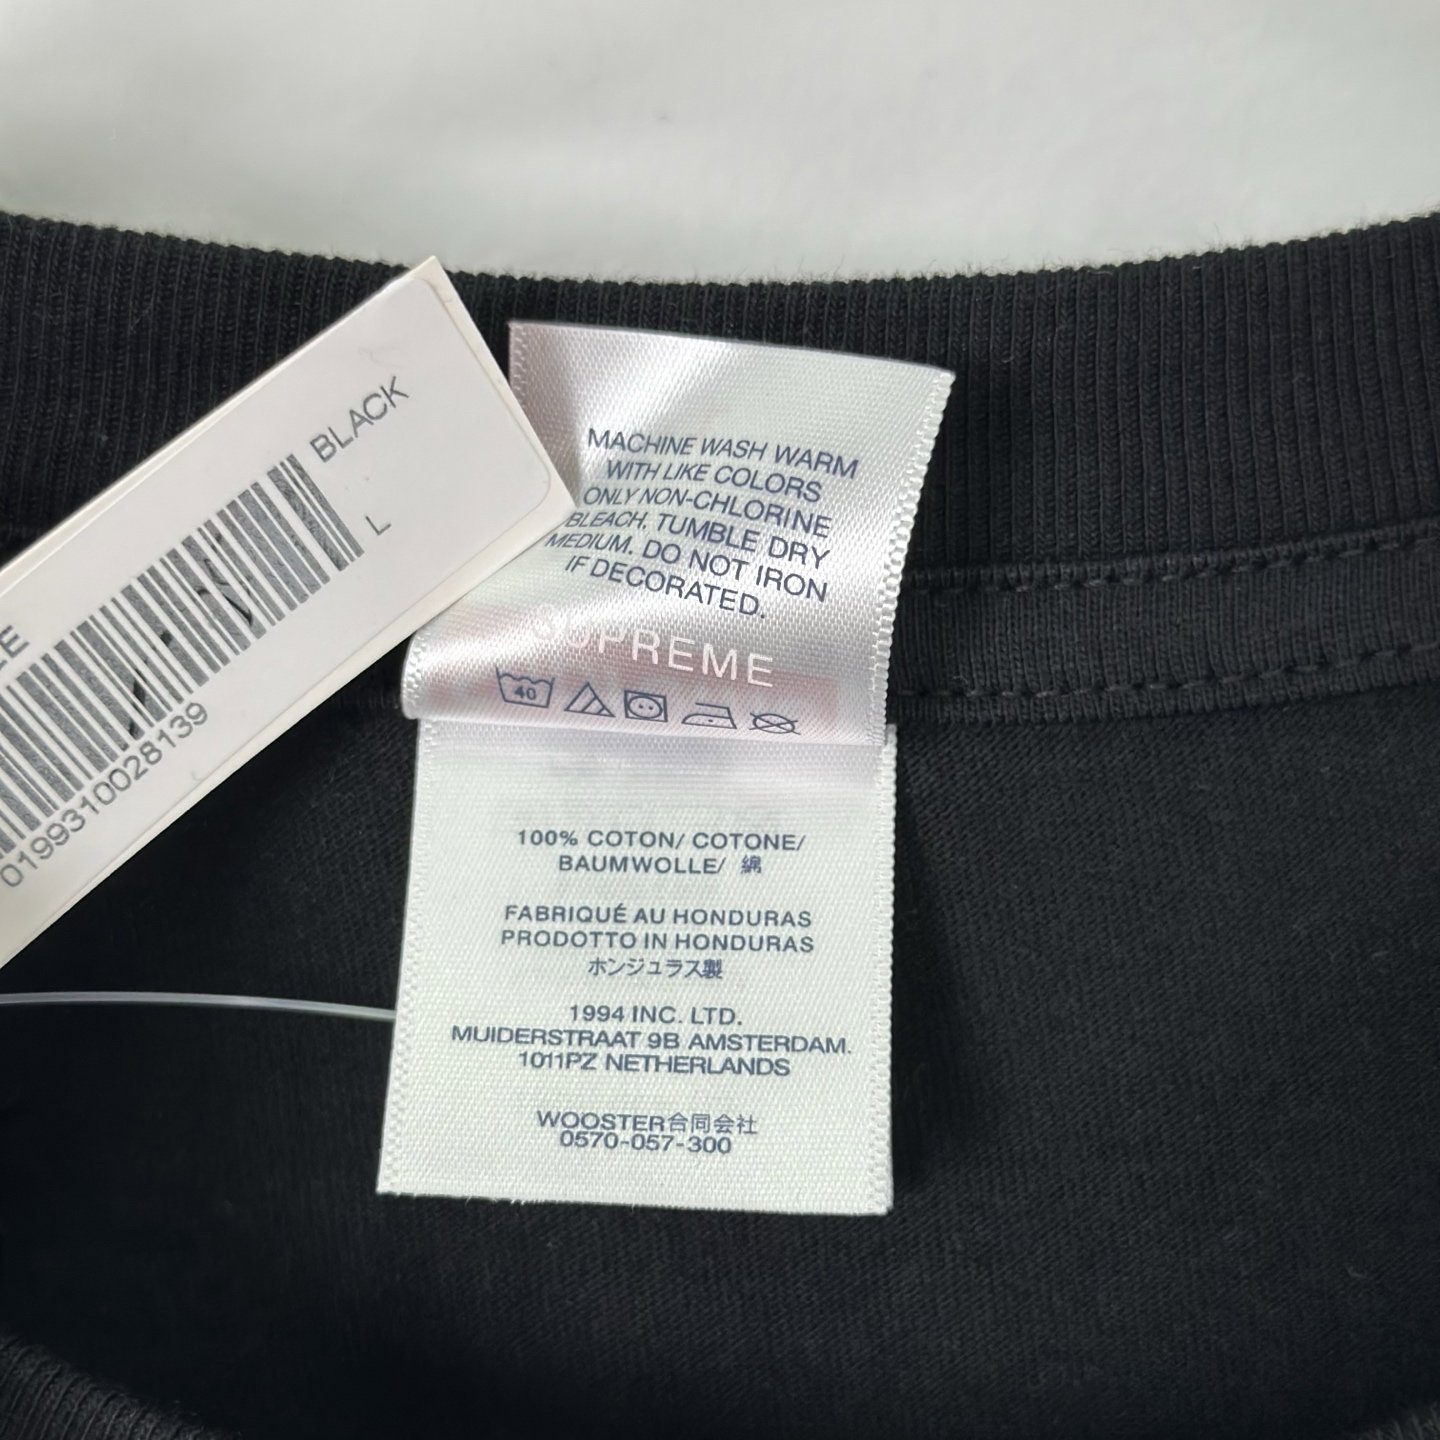 BLACK
L
0199310028139
MACHINE WASH WARM
WITH LIKE COLORS
ONLY NON-CHLORINE
BLEACH. TUMBLE DRY
MEDIUM. DO NOT IRON
IF DECORATED.
SUPREME
40
100% COTON/ COTONE/
BAUMWOLLE/ 綿
FABRIQUÉ AU HONDURAS
PRODOTTO IN HONDURAS
ホンジュラス製
1994 INC. LTD.
MUIDERSTRAAT 9B AMSTERDAM.
1011PZ NETHERLANDS
WOOSTER合同会社
0570-057-300